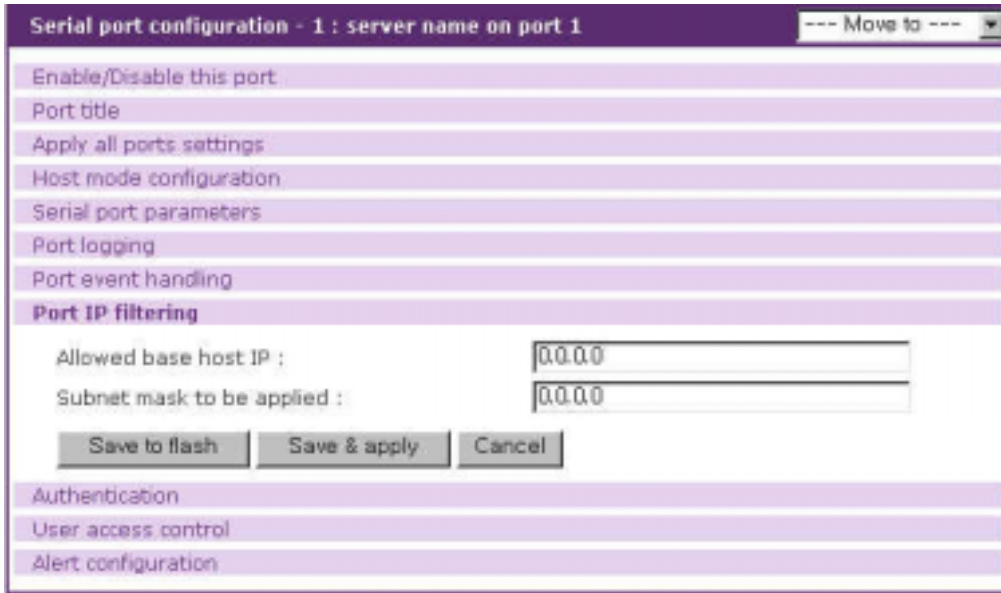 Serial port configuration - 1 : server name on port 1 --- Move to ---
Enable/Disable this port
Port title
Apply all ports settings
Host mode configuration
Serial port parameters
Port logging
Port event handling
Port IP filtering
Allowed base host IP : 0.0.0.0
Subnet mask to be applied : 0.0.0.0
Save to flash Save & apply Cancel
Authentication
User access control
Alert configuration